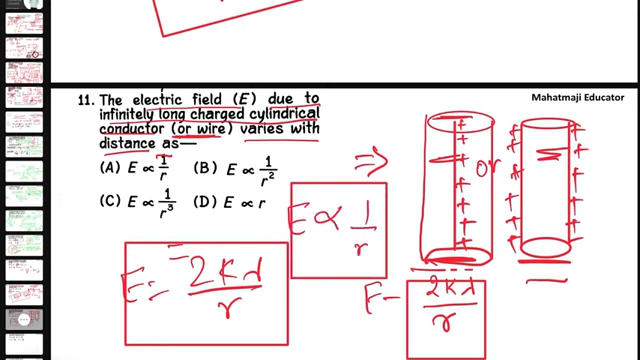 11. The electric field (E) due to
infinitely long charged cylindrical
conductor (or wire) varies with
distance as—
(A) E ∝ 1/r (B) E ∝ 1/r²
(C) E ∝ 1/r³ (D) E ∝ r
Mahatmaji Educator
⇒
or
E ∝ 1/r
E = 2Kλ/r
E = 2Kλ/r